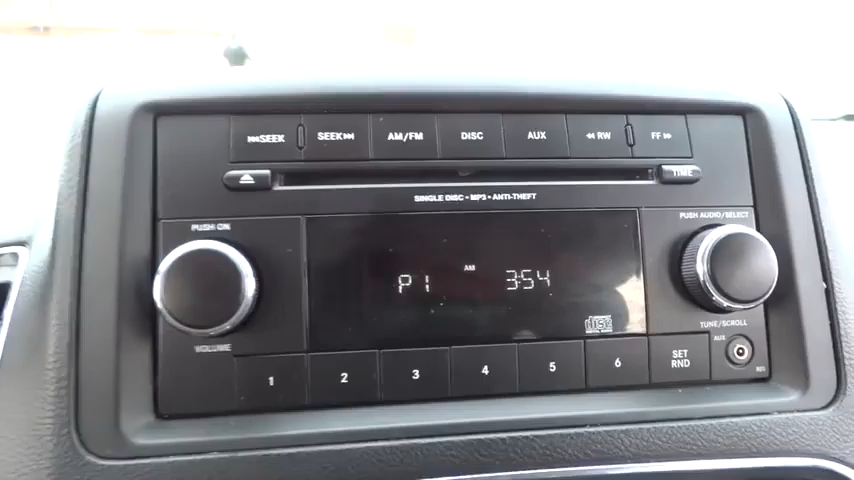 ⏮SEEK SEEK⏭ AM/FM DISC AUX ◀◀ RW FF ▶▶
TIME
SINGLE DISC • MP3 • ANTI-THEFT
PUSH ON
PUSH AUDIO/SELECT
P1 AM 3:54
disc
VOLUME
TUNE/SCROLL
AUX
1 2 3 4 5 6 SET RND